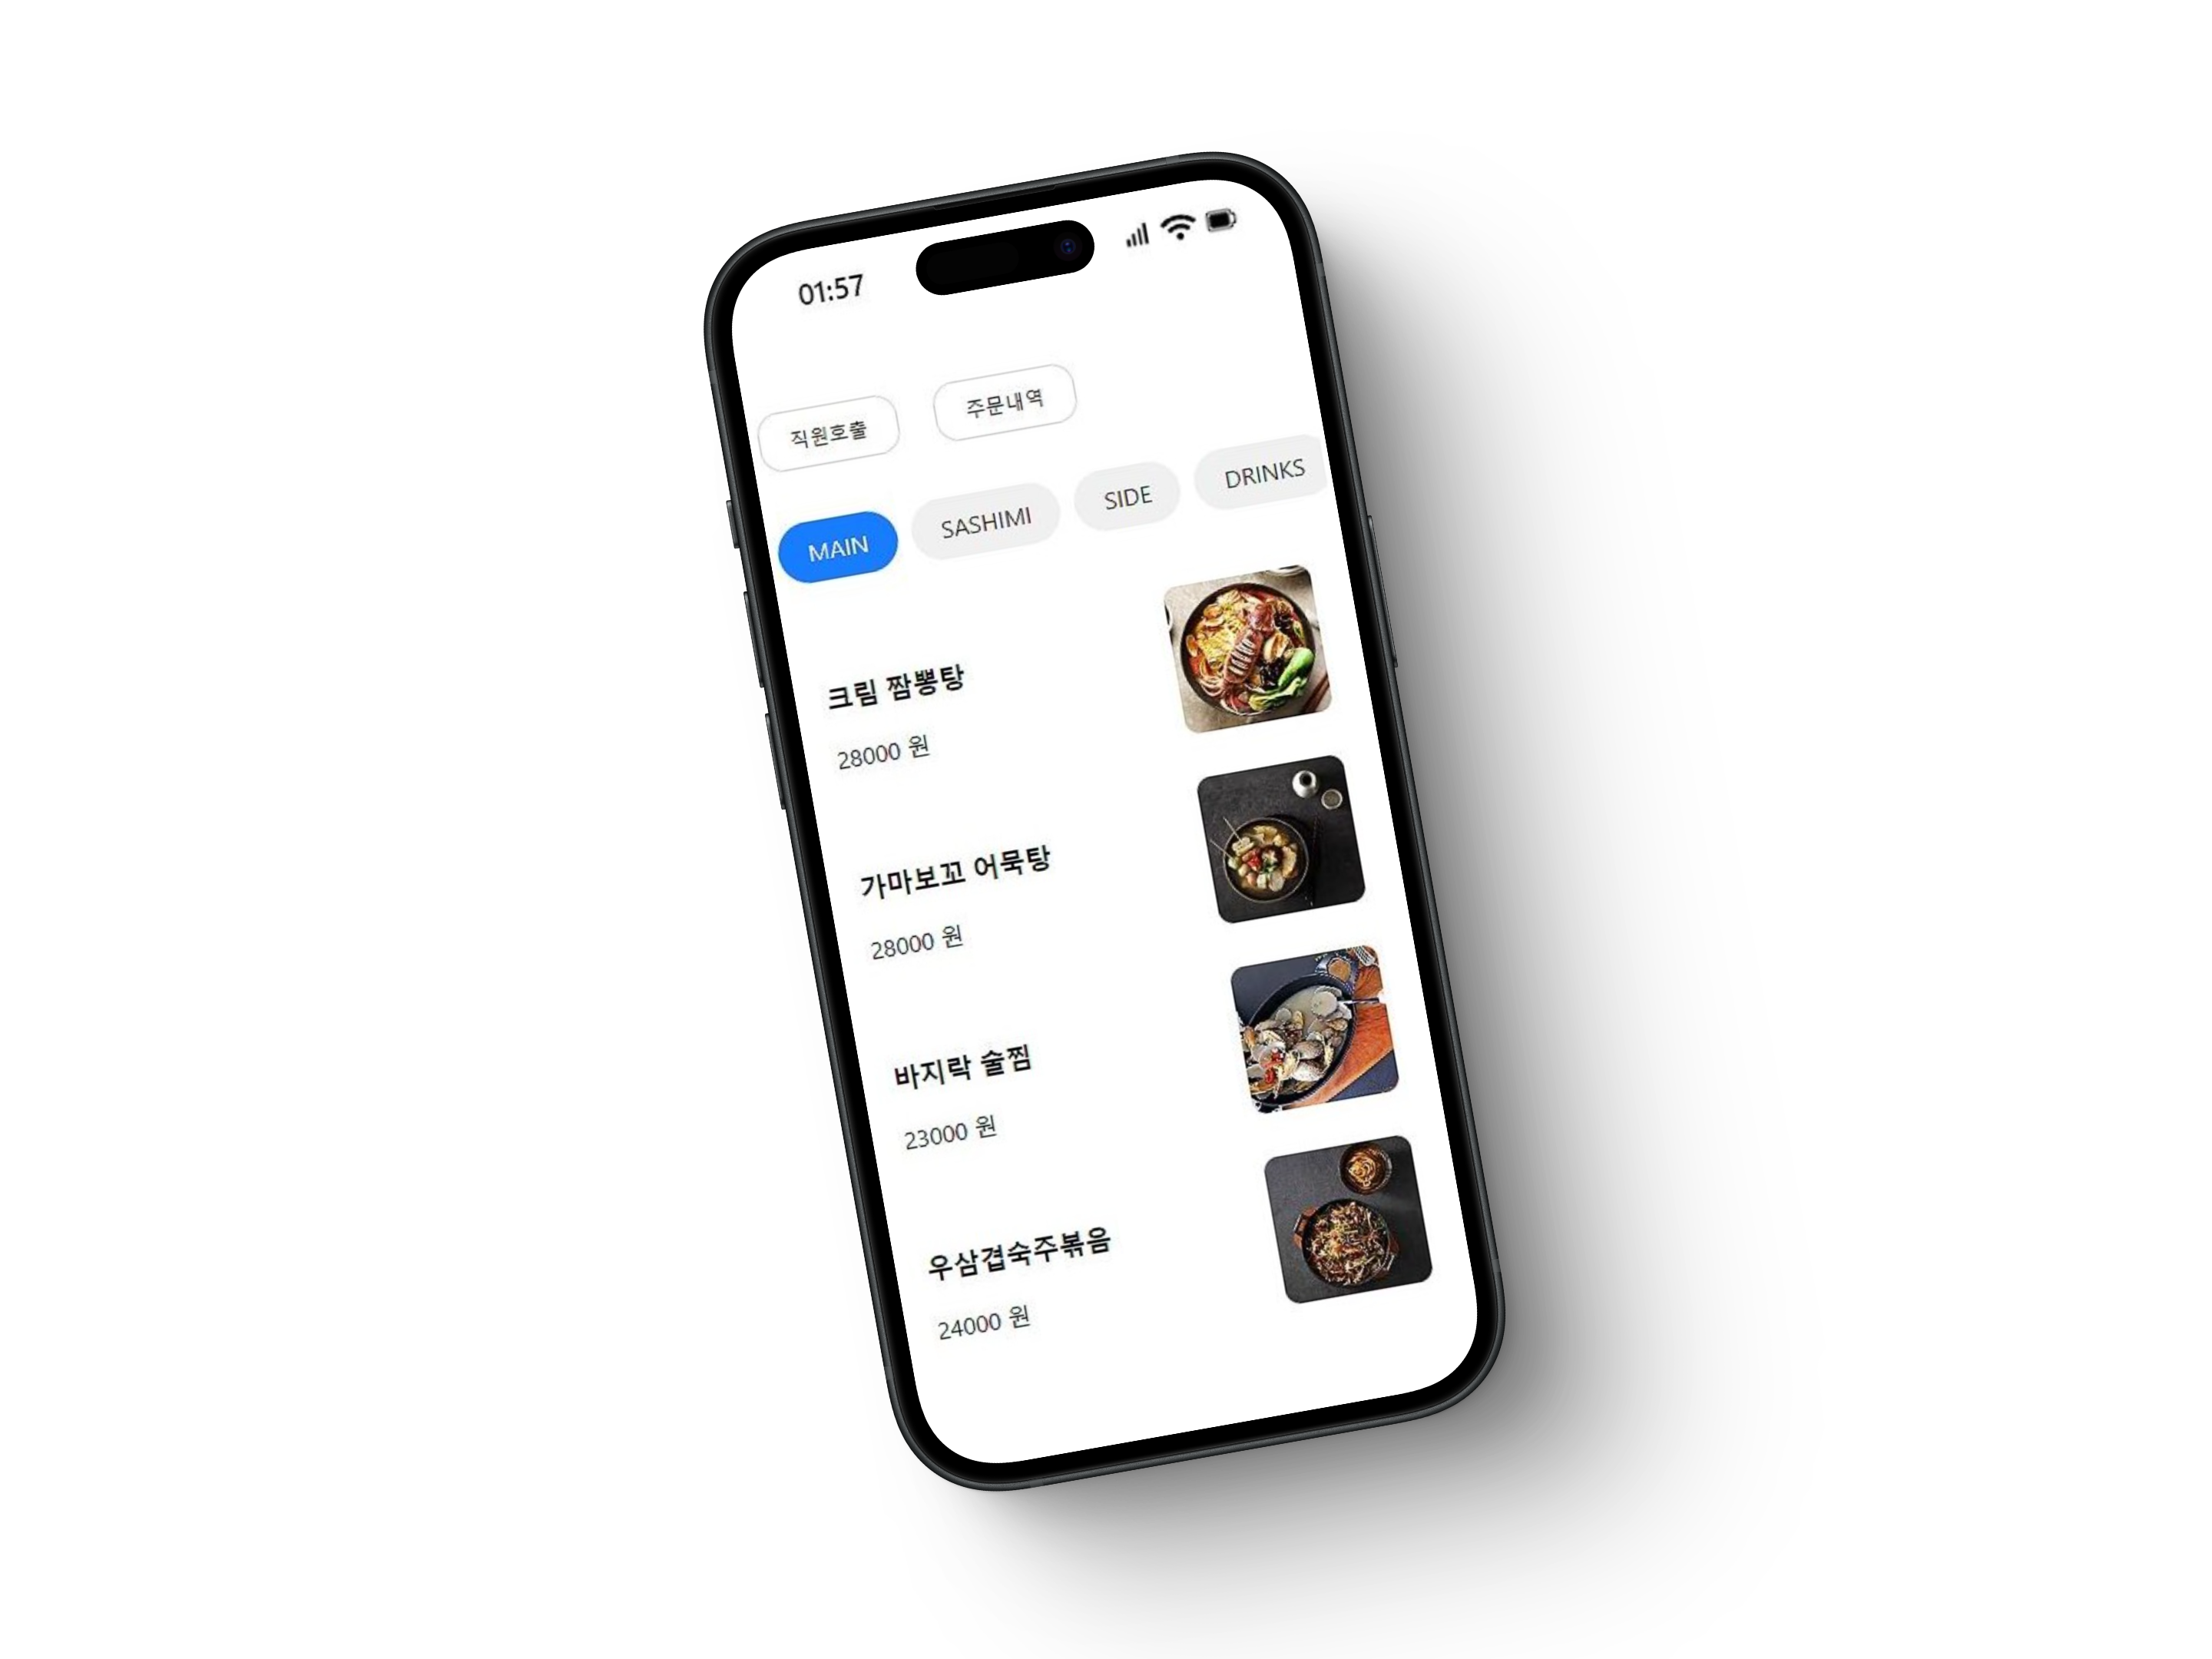 01:57
직원호출 주문내역
MAIN SASHIMI SIDE DRINKS
크림 짬뽕탕
28000 원
가마보꼬 어묵탕
28000 원
바지락 술찜
23000 원
우삼겹숙주볶음
24000 원